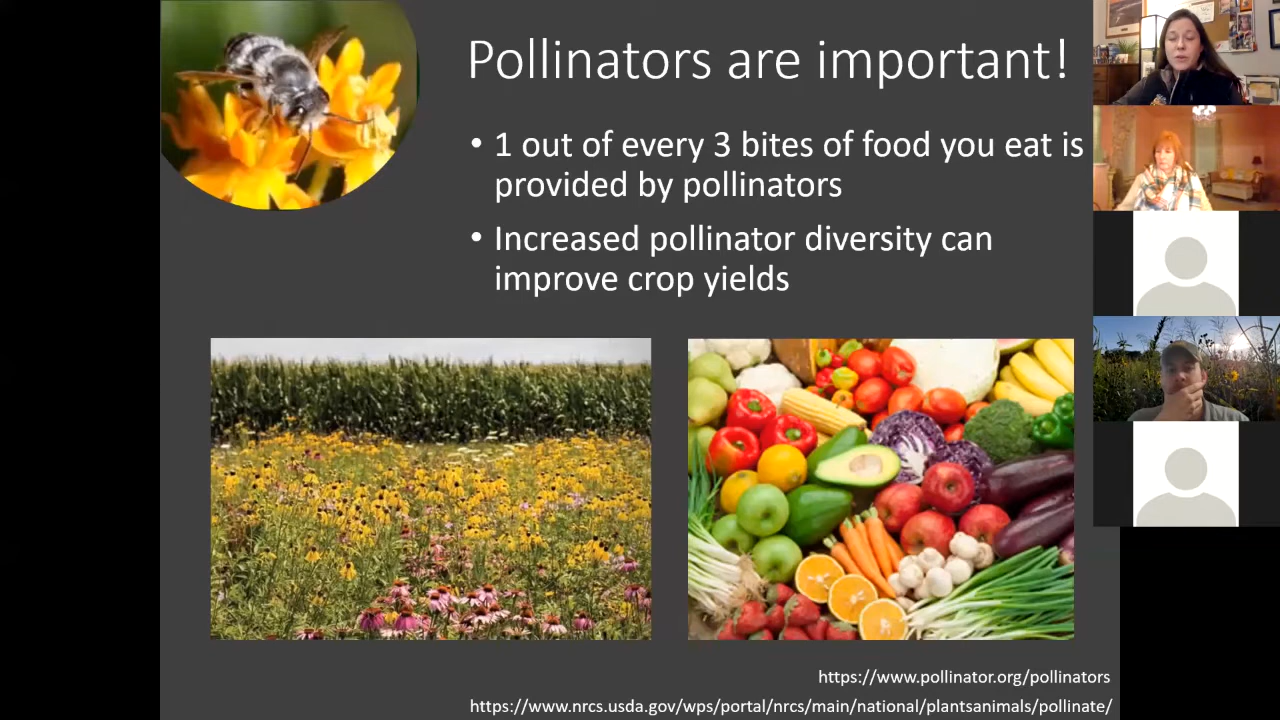 Pollinators are important!
• 1 out of every 3 bites of food you eat is
provided by pollinators
• Increased pollinator diversity can
improve crop yields
https://www.pollinator.org/pollinators
https://www.nrcs.usda.gov/wps/portal/nrcs/main/national/plantsanimals/pollinate/